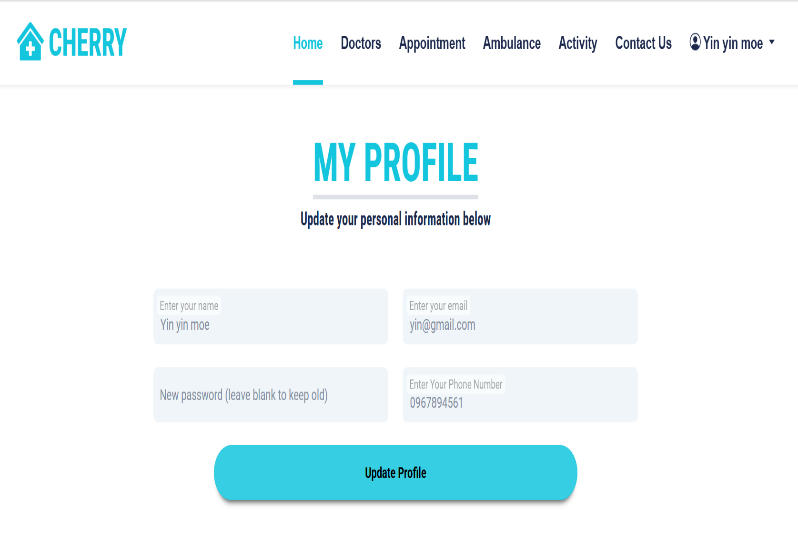 CHERRY
Home Doctors Appointment Ambulance Activity Contact Us Yin yin moe
MY PROFILE
Update your personal information below
Enter your name
Yin yin moe
Enter your email
yin@gmail.com
New password (leave blank to keep old)
Enter Your Phone Number
0967894561
Update Profile